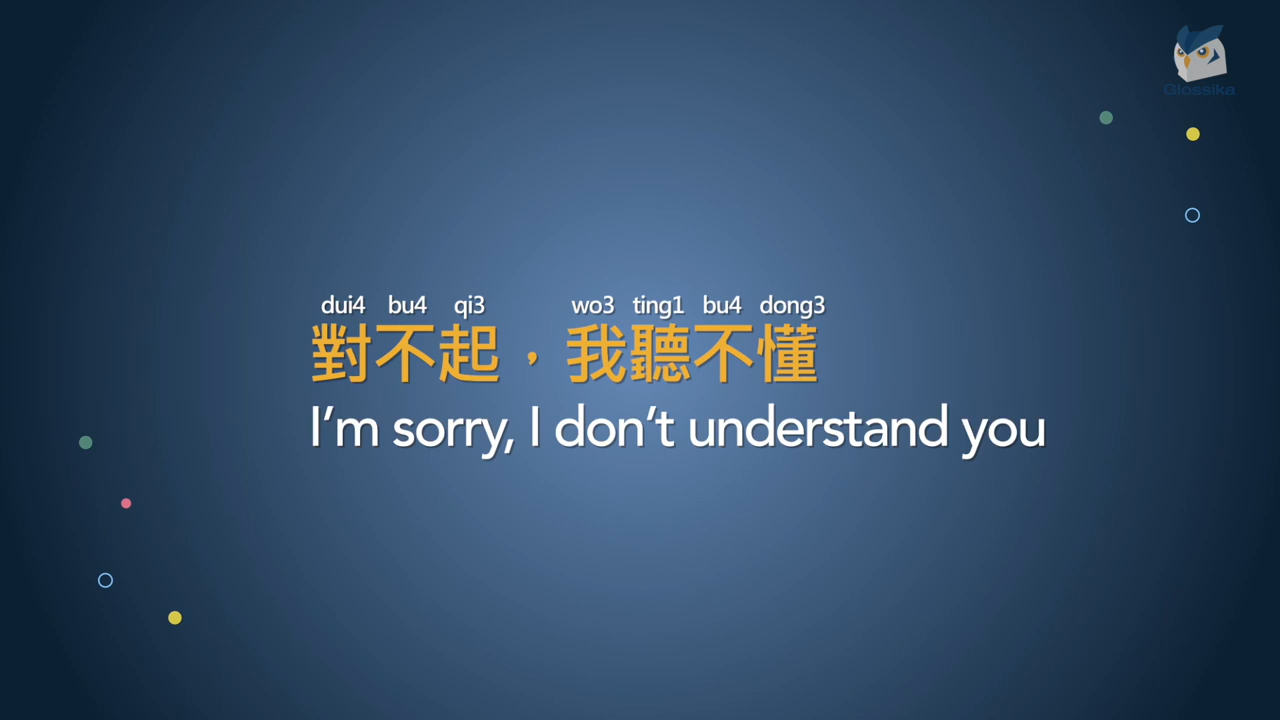 Glossika
dui4 bu4 qi3 wo3 ting1 bu4 dong3
對不起，我聽不懂
I’m sorry, I don’t understand you